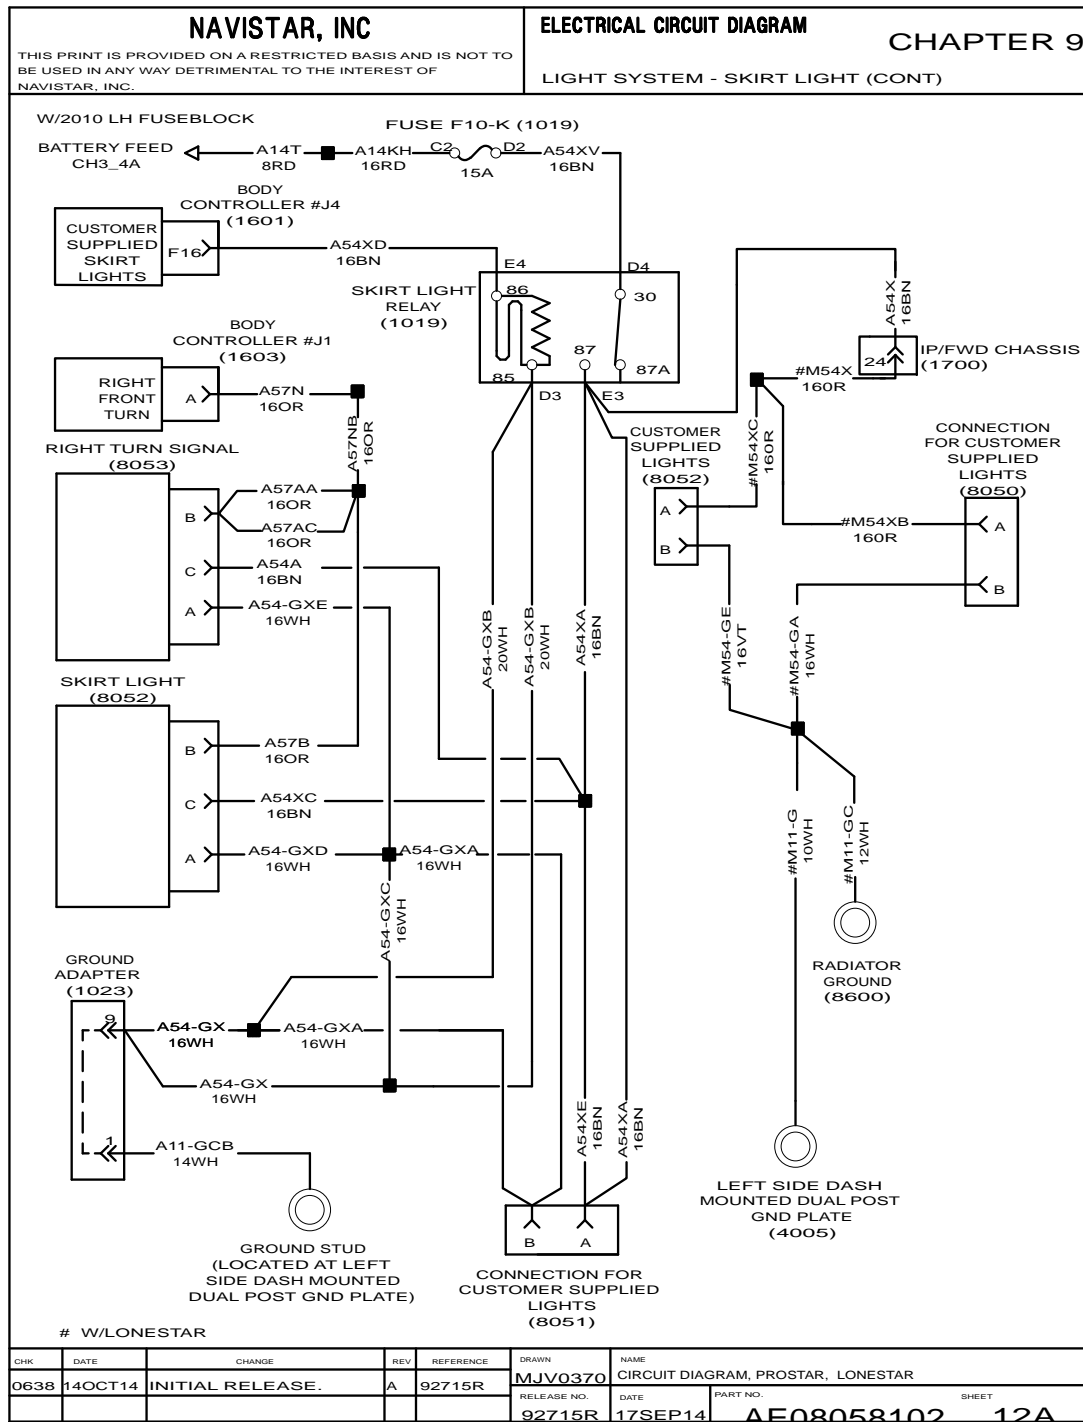 NAVISTAR, INC
THIS PRINT IS PROVIDED ON A RESTRICTED BASIS AND IS NOT TO
BE USED IN ANY WAY DETRIMENTAL TO THE INTEREST OF
NAVISTAR, INC.
ELECTRICAL CIRCUIT DIAGRAM
CHAPTER 9
LIGHT SYSTEM - SKIRT LIGHT (CONT)
W/2010 LH FUSEBLOCK
FUSE F10-K (1019)
BATTERY FEED
CH3_4A
A14T
8RD
A14KH
16RD
C2
15A
D2
A54XV
16BN
BODY
CONTROLLER #J4
(1601)
CUSTOMER
SUPPLIED
SKIRT
LIGHTS
F16
A54XD
16BN
E4
D4
SKIRT LIGHT
RELAY
(1019)
86
30
87
85
87A
D3
E3
A54X
16BN
24
IP/FWD CHASSIS
(1700)
#M54X
160R
BODY
CONTROLLER #J1
(1603)
RIGHT
FRONT
TURN
A
A57N
16OR
A57NB
16OR
CUSTOMER
SUPPLIED
LIGHTS
(8052)
A
B
#M54XC
160R
CONNECTION
FOR CUSTOMER
SUPPLIED
LIGHTS
(8050)
A
B
#M54XB
160R
RIGHT TURN SIGNAL
(8053)
B
C
A
A57AA
16OR
A57AC
16OR
A54A
16BN
A54-GXE
16WH
A54-GXB
20WH
A54-GXB
20WH
A54XA
16BN
#M54-GE
16VT
#M54-GA
16WH
SKIRT LIGHT
(8052)
B
C
A
A57B
16OR
A54XC
16BN
A54-GXD
16WH
A54-GXA
16WH
A54-GXC
16WH
#M11-G
10WH
#M11-GC
12WH
RADIATOR
GROUND
(8600)
GROUND
ADAPTER
(1023)
9
A54-GX
16WH
A54-GXA
16WH
A54-GX
16WH
1
A11-GCB
14WH
A54XE
16BN
A54XA
16BN
LEFT SIDE DASH
MOUNTED DUAL POST
GND PLATE
(4005)
GROUND STUD
(LOCATED AT LEFT
SIDE DASH MOUNTED
DUAL POST GND PLATE)
B
A
CONNECTION FOR
CUSTOMER SUPPLIED
LIGHTS
(8051)
# W/LONESTAR
CHK DATE CHANGE REV REFERENCE
0638 14OCT14 INITIAL RELEASE. A 92715R
DRAWN
MJV0370
NAME
CIRCUIT DIAGRAM, PROSTAR, LONESTAR
RELEASE NO.
92715R
DATE
17SEP14
PART NO.
AE08058102
SHEET
12A